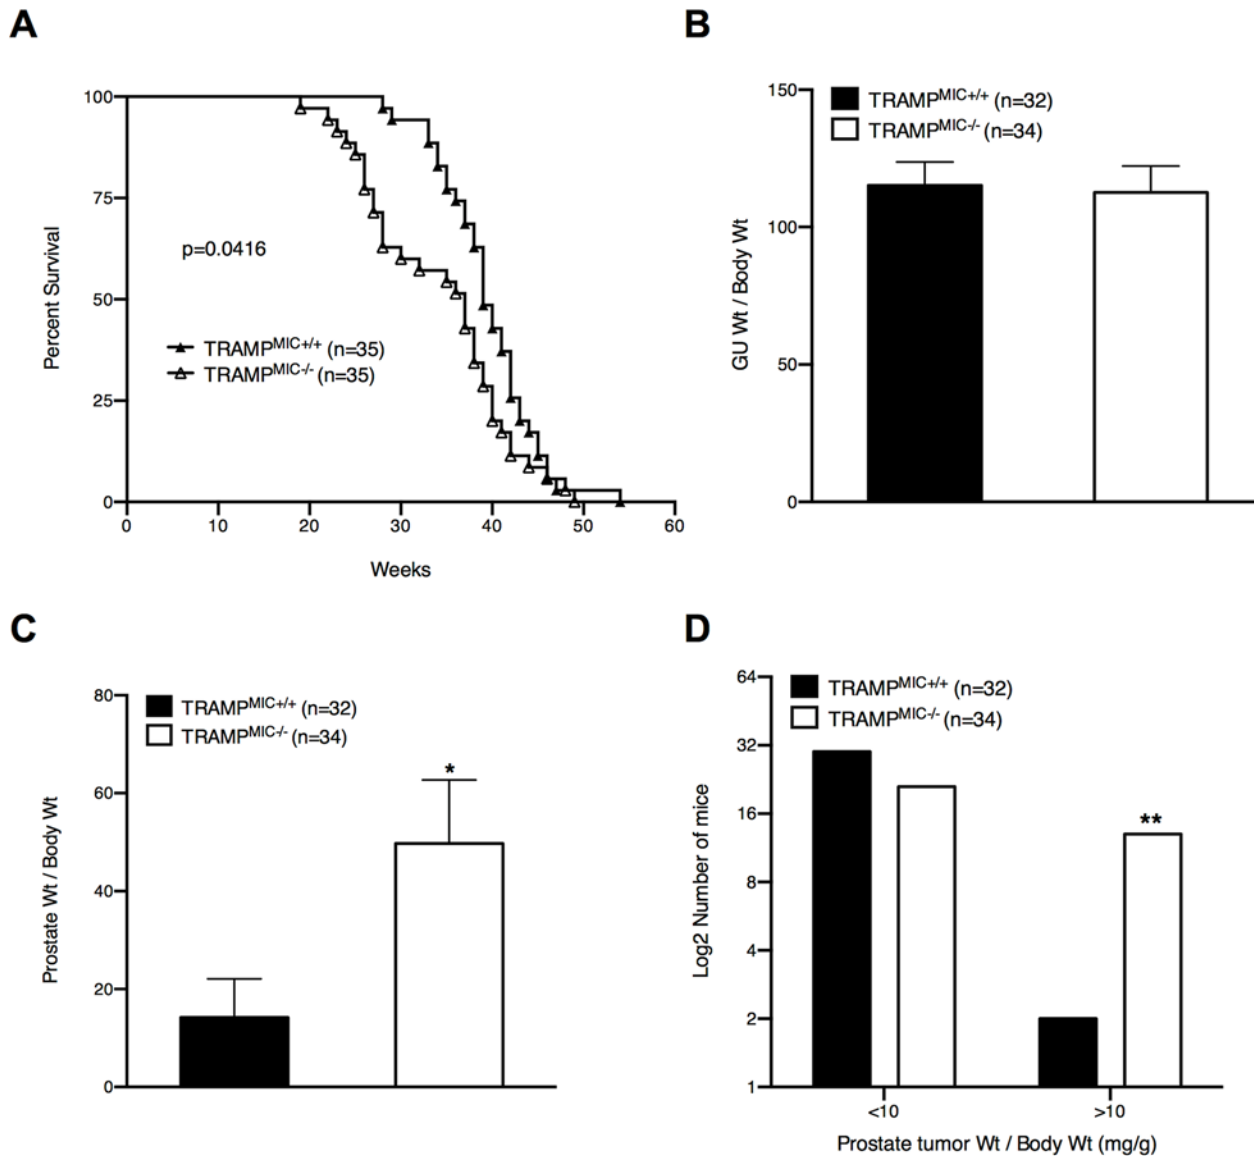 A
100
75
50
25
0
0 10 20 30 40 50 60
Percent Survival
Weeks
p=0.0416
TRAMPMIC+/+ (n=35)
TRAMPMIC-/- (n=35)
B
150
100
50
0
GU Wt / Body Wt
TRAMPMIC+/+ (n=32)
TRAMPMIC-/- (n=34)
C
80
60
40
20
0
Prostate Wt / Body Wt
TRAMPMIC+/+ (n=32)
TRAMPMIC-/- (n=34)
*
D
64
32
16
8
4
2
1
Log2 Number of mice
TRAMPMIC+/+ (n=32)
TRAMPMIC-/- (n=34)
**
<10 >10
Prostate tumor Wt / Body Wt (mg/g)